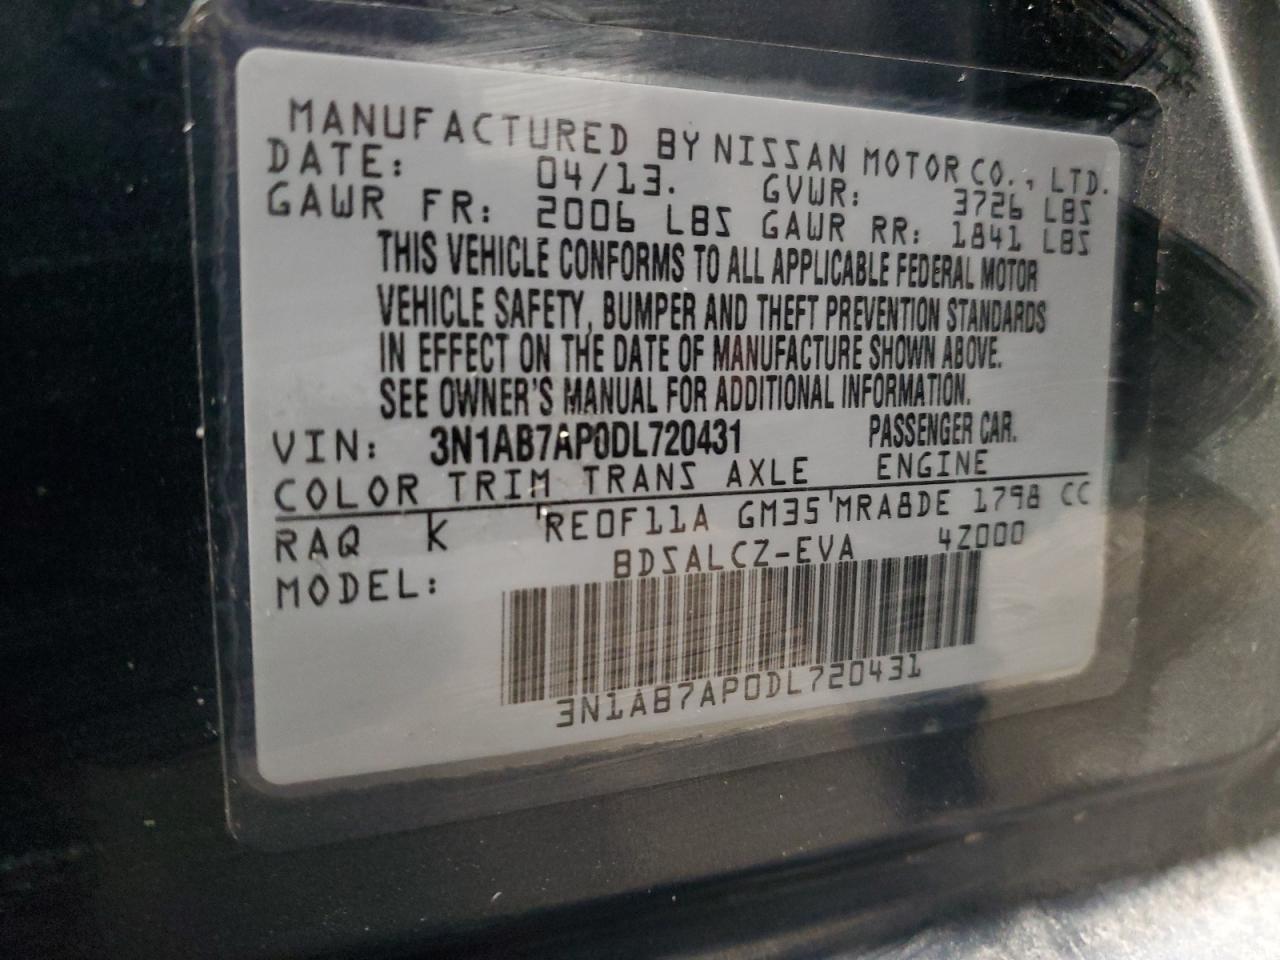 MANUFACTURED BY NISSAN MOTOR CO., LTD.
DATE: 04/13. GVWR: 3726 LBS
GAWR FR: 2006 LBS GAWR RR: 1841 LBS
THIS VEHICLE CONFORMS TO ALL APPLICABLE FEDERAL MOTOR
VEHICLE SAFETY, BUMPER AND THEFT PREVENTION STANDARDS
IN EFFECT ON THE DATE OF MANUFACTURE SHOWN ABOVE.
SEE OWNER'S MANUAL FOR ADDITIONAL INFORMATION.
VIN: 3N1AB7AP0DL720431 PASSENGER CAR.
COLOR TRIM TRANS AXLE ENGINE
RAQ K RE0F11A GM35 MRA8DE 1798 CC
MODEL: BDSALCZ-EVA 4Z000
3N1AB7AP0DL720431